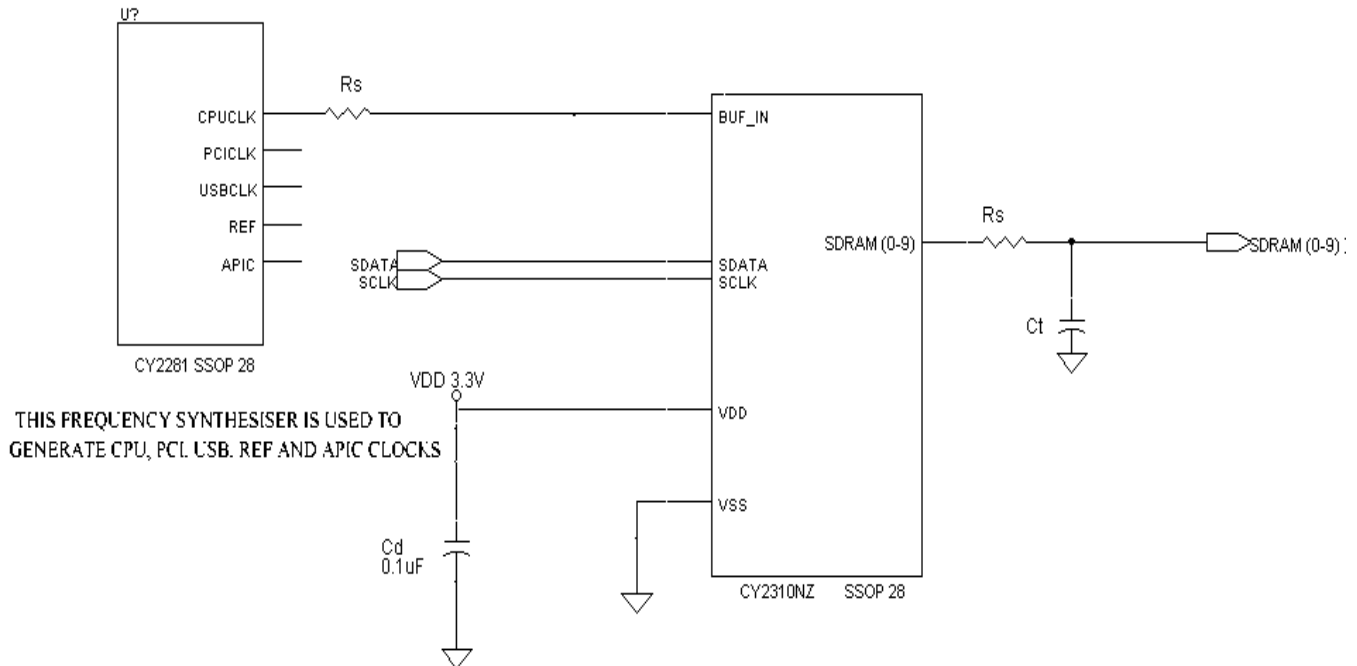 U?
Rs
CPUCLK
BUF_IN
PCICLK
USBCLK
REF
Rs
SDRAM (0-9)
SDRAM (0-9)
APIC
SDATA
SDATA
SCLK
SCLK
Ct
CY2281 SSOP 28
VDD 3.3V
THIS FREQUENCY SYNTHESISER IS USED TO
GENERATE CPU, PCI. USB. REF AND APIC CLOCKS
VDD
VSS
Cd
0.1uF
CY2310NZ SSOP 28